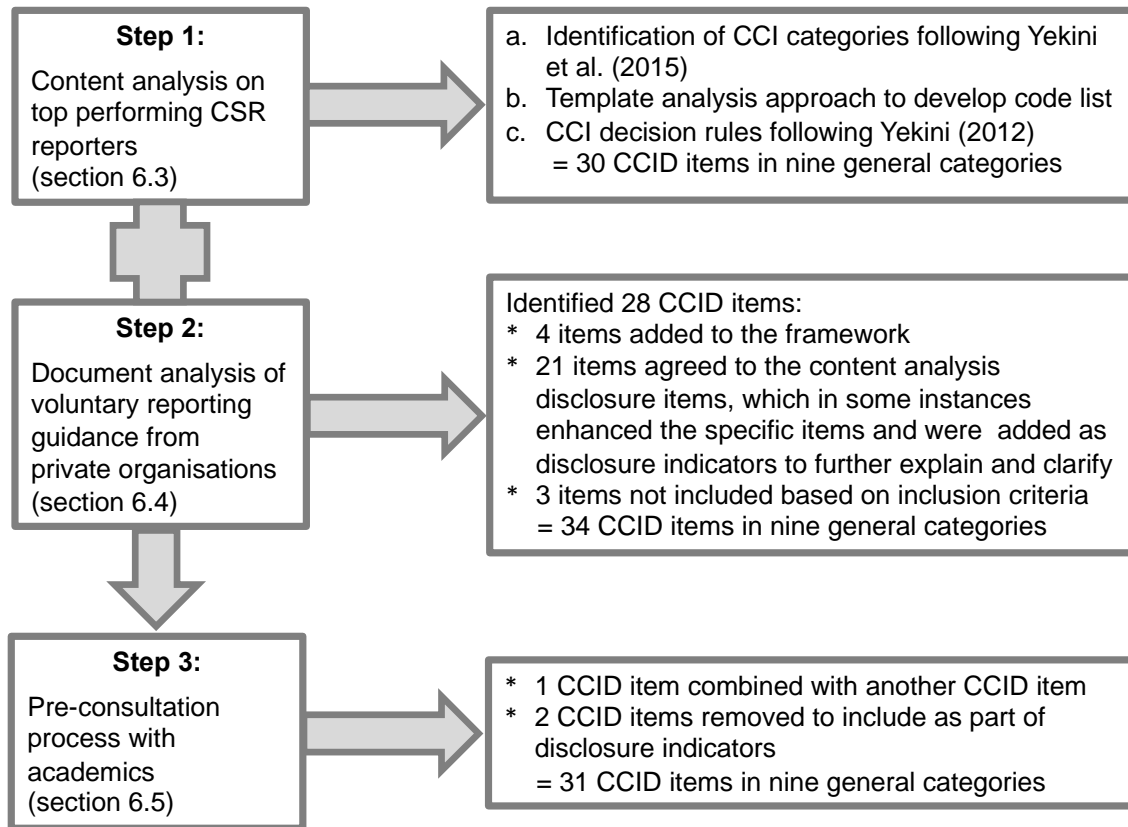 Step 1:
Content analysis on
top performing CSR
reporters
(section 6.3)
a. Identification of CCI categories following Yekini
et al. (2015)
b. Template analysis approach to develop code list
c. CCI decision rules following Yekini (2012)
= 30 CCID items in nine general categories
Step 2:
Document analysis of
voluntary reporting
guidance from
private organisations
(section 6.4)
Identified 28 CCID items:
* 4 items added to the framework
* 21 items agreed to the content analysis
disclosure items, which in some instances
enhanced the specific items and were added as
disclosure indicators to further explain and clarify
* 3 items not included based on inclusion criteria
= 34 CCID items in nine general categories
Step 3:
Pre-consultation
process with
academics
(section 6.5)
* 1 CCID item combined with another CCID item
* 2 CCID items removed to include as part of
disclosure indicators
= 31 CCID items in nine general categories